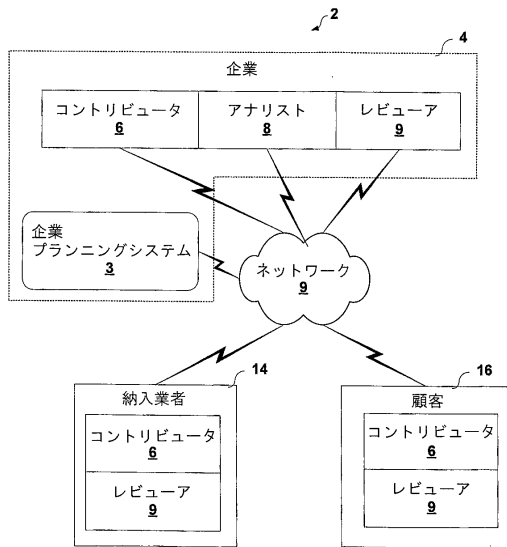 2
4
企業
コントリビュータ
6
アナリスト
8
レビューア
9
企業
プランニングシステム
3
ネットワーク
9
14
納入業者
コントリビュータ
6
レビューア
9
16
顧客
コントリビュータ
6
レビューア
9